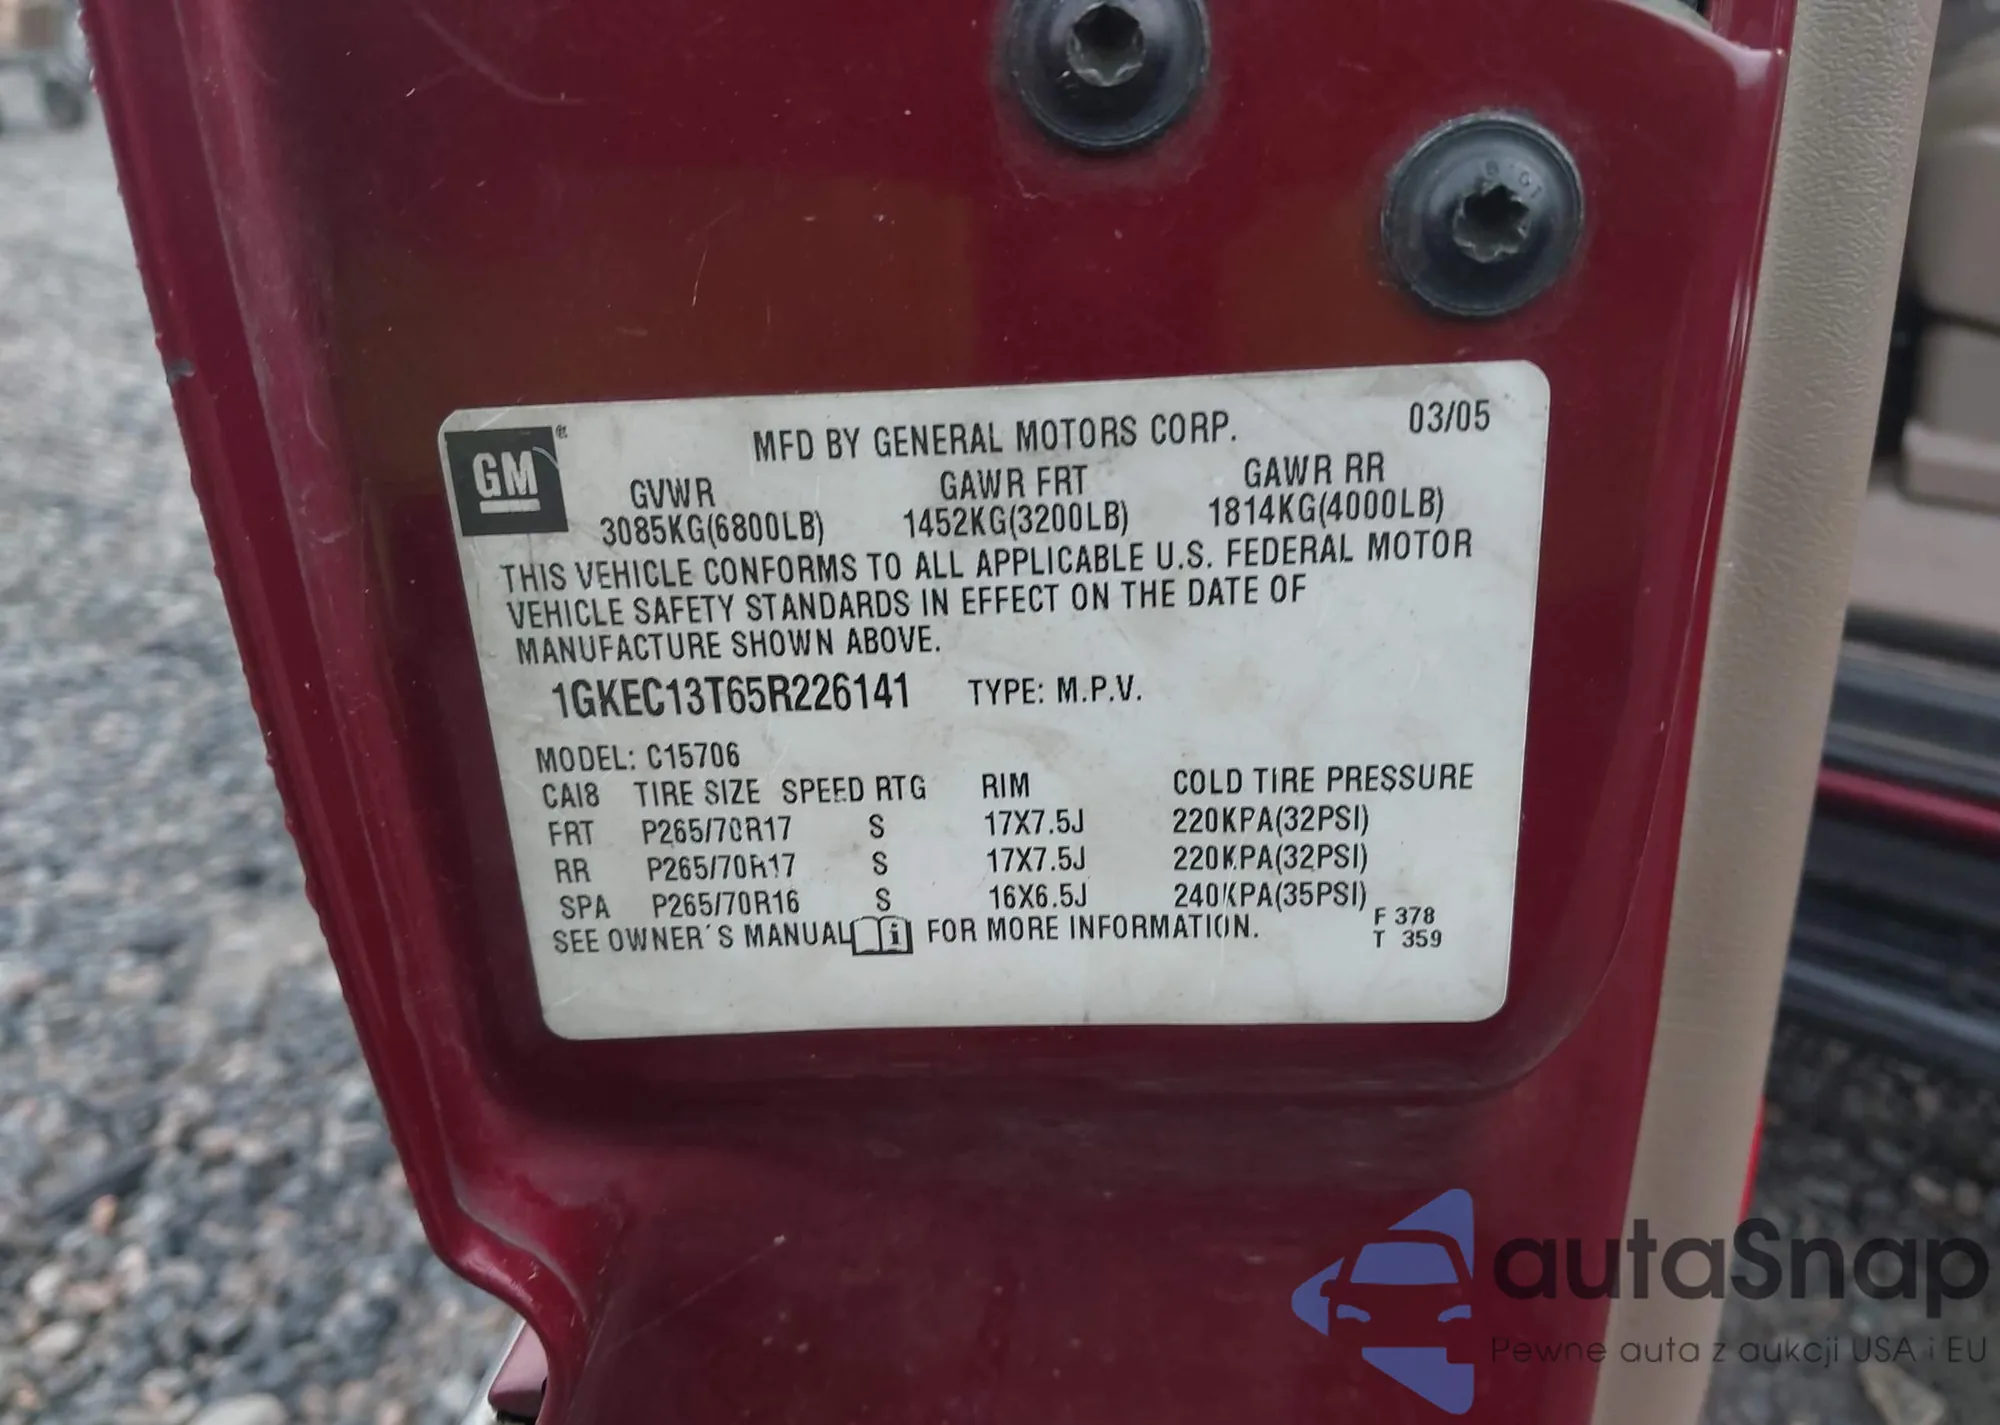 GM ®
MFD BY GENERAL MOTORS CORP. 03/05
GVWR GAWR FRT GAWR RR
3085KG(6800LB) 1452KG(3200LB) 1814KG(4000LB)
THIS VEHICLE CONFORMS TO ALL APPLICABLE U.S. FEDERAL MOTOR
VEHICLE SAFETY STANDARDS IN EFFECT ON THE DATE OF
MANUFACTURE SHOWN ABOVE.
1GKEC13T65R226141 TYPE: M.P.V.
MODEL: C15706
CAI8 TIRE SIZE SPEED RTG RIM COLD TIRE PRESSURE
FRT P265/70R17 S 17X7.5J 220KPA(32PSI)
RR P265/70R17 S 17X7.5J 220KPA(32PSI)
SPA P265/70R16 S 16X6.5J 240KPA(35PSI)
SEE OWNER'S MANUAL i FOR MORE INFORMATION.
F 378
T 359
autaSnap
Pewne auta z aukcji USA i EU